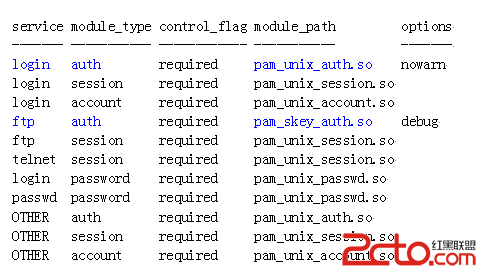 service module_type control_flag module_path options
login auth required pam_unix_auth.so nowarn
login session required pam_unix_session.so
login account required pam_unix_account.so
ftp auth required pam_skey_auth.so debug
ftp session required pam_unix_session.so
telnet session required pam_unix_session.so
login password required pam_unix_passwd.so
passwd password required pam_unix_passwd.so
OTHER auth required pam_unix_auth.so
OTHER session required pam_unix_session.so
OTHER account required pam_unix_account.so
2cto.com 红黑联盟